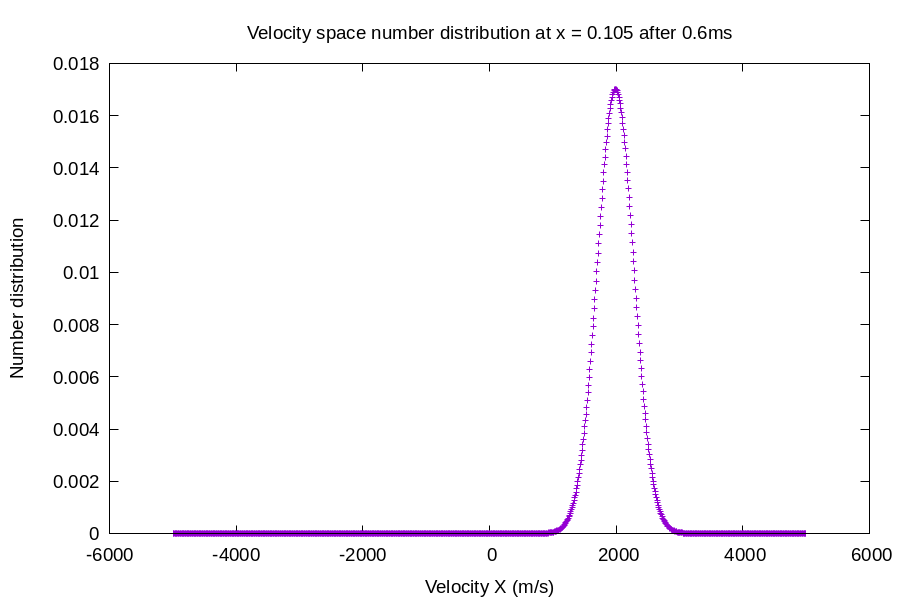 Velocity space number distribution at x = 0.105 after 0.6ms
0.018
0.016
0.014
0.012
0.01
0.008
0.006
0.004
0.002
0
Number distribution
-6000 -4000 -2000 0 2000 4000 6000
Velocity X (m/s)